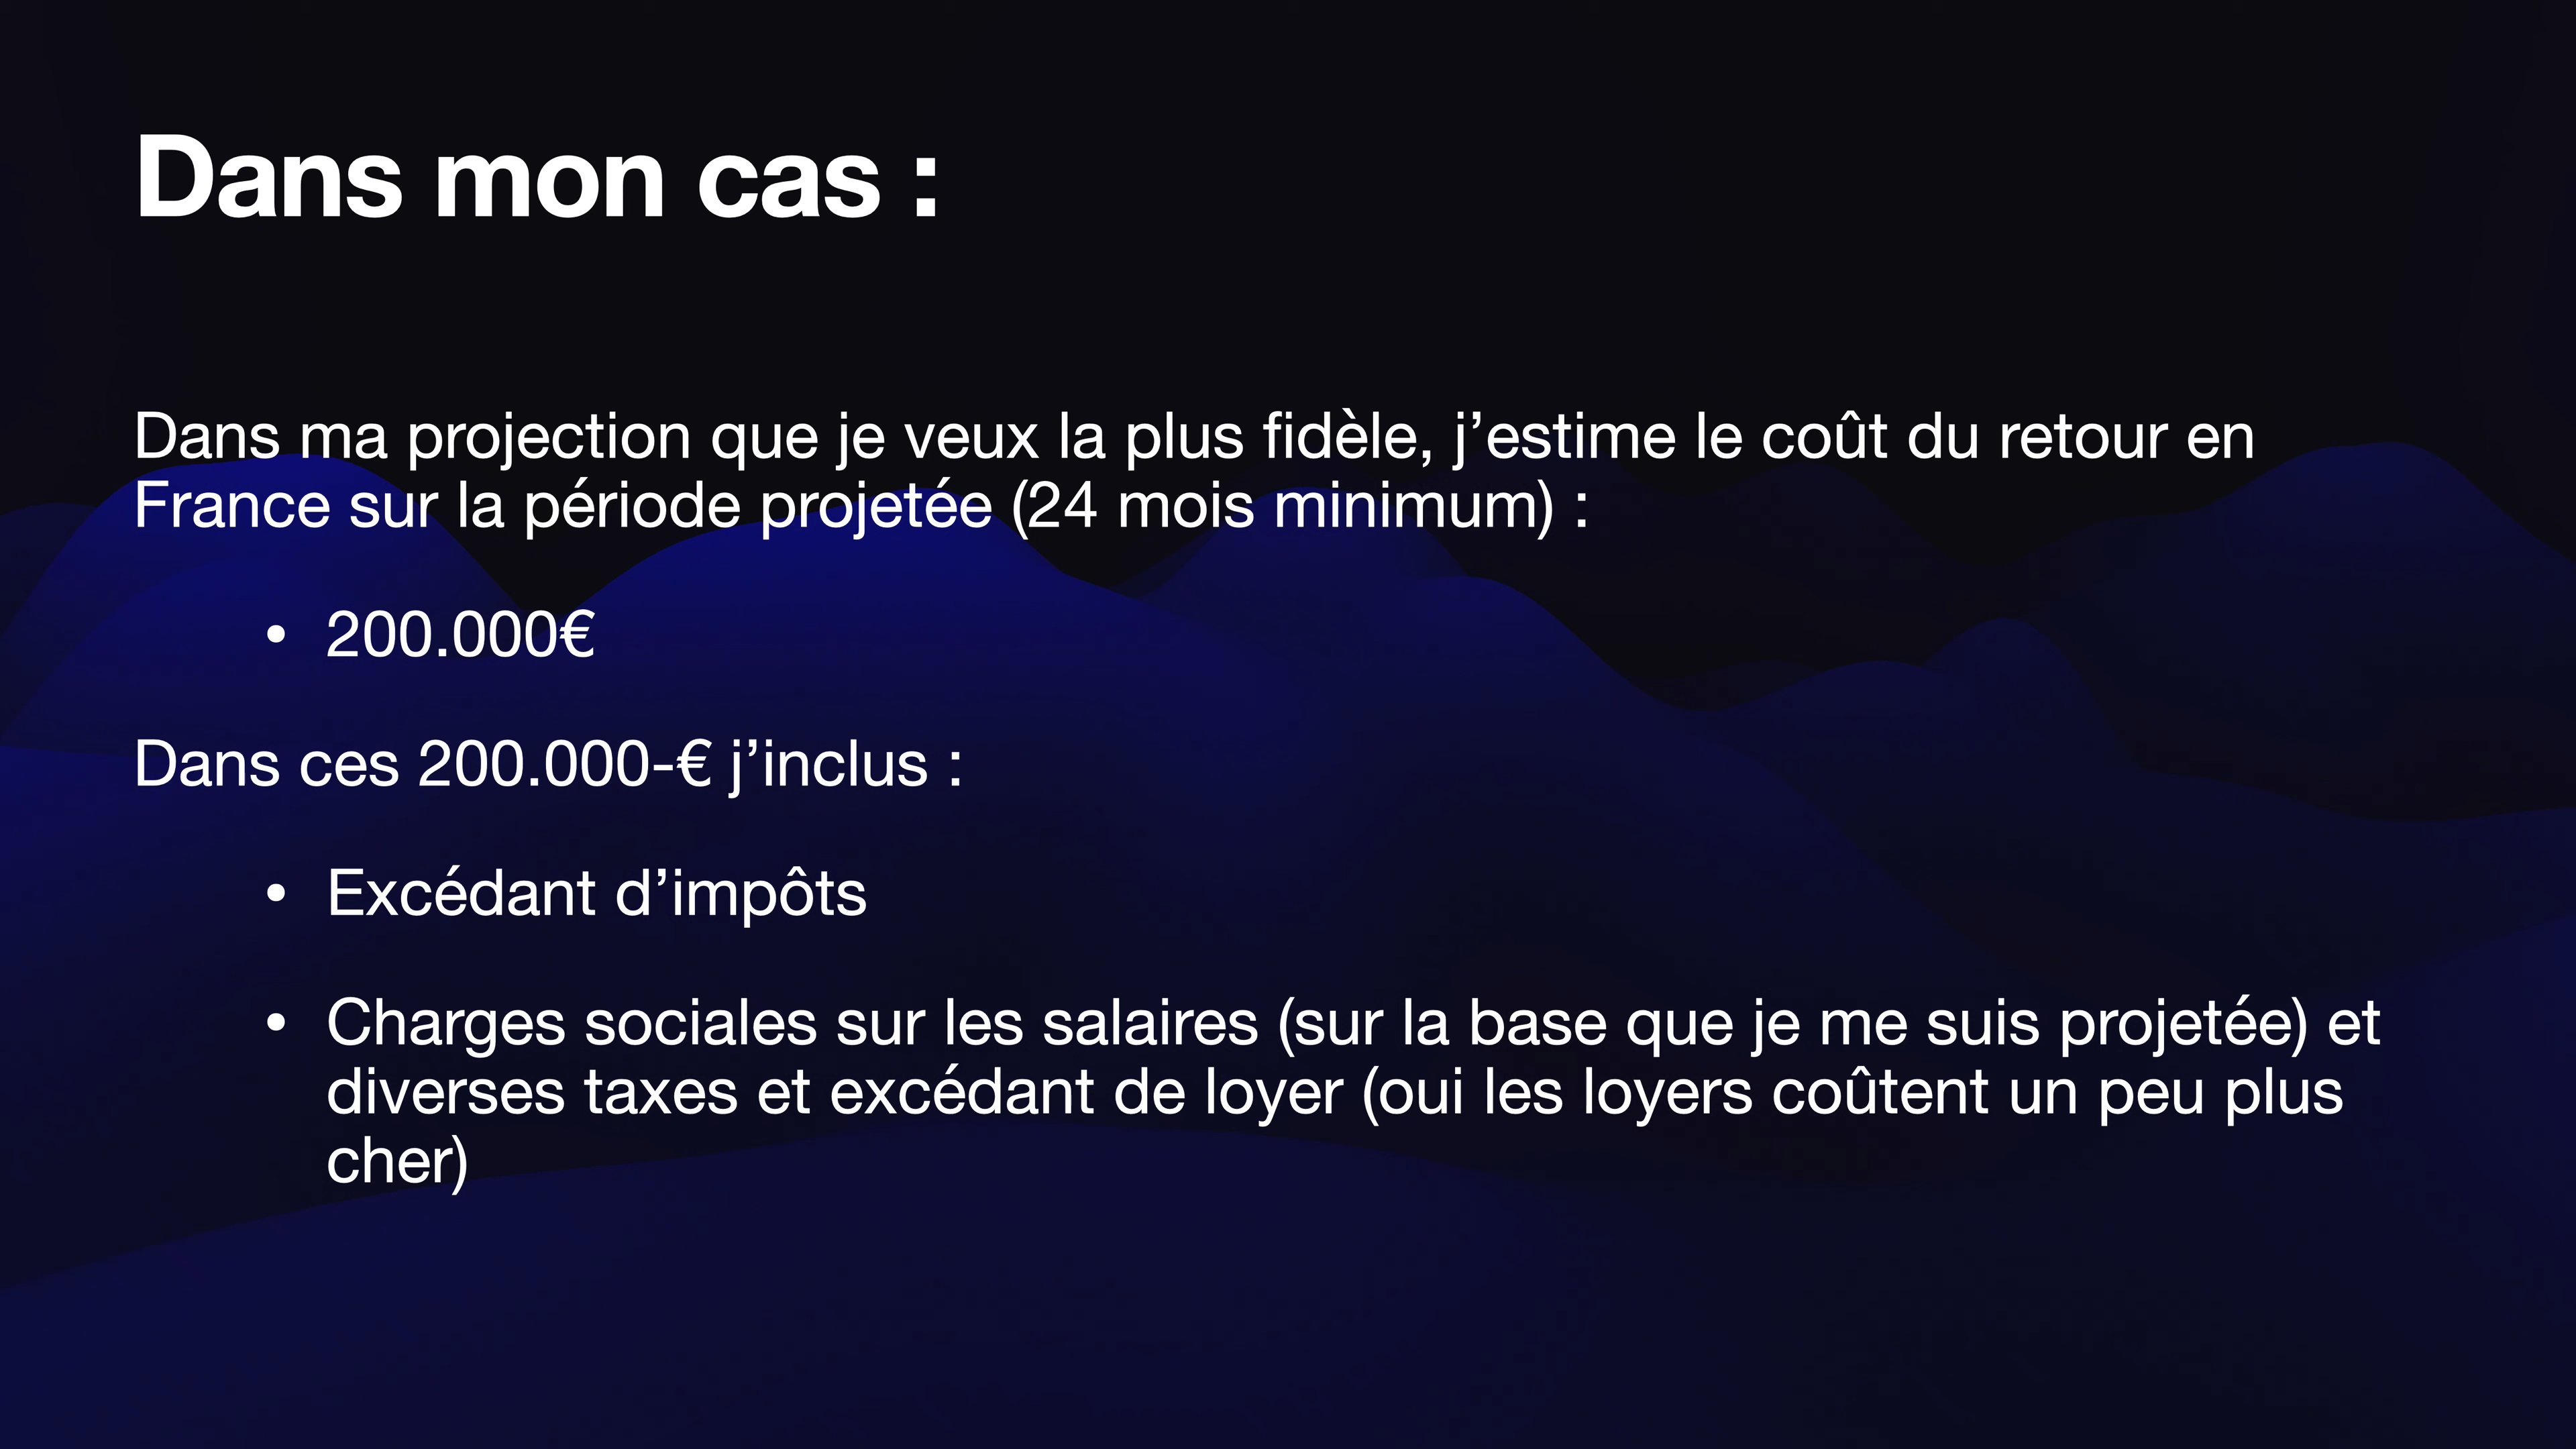 Dans mon cas :
Dans ma projection que je veux la plus fidèle, j’estime le coût du retour en
France sur la période projetée (24 mois minimum) :
• 200.000€
Dans ces 200.000-€ j’inclus :
• Excédant d’impôts
• Charges sociales sur les salaires (sur la base que je me suis projetée) et
diverses taxes et excédant de loyer (oui les loyers coûtent un peu plus
cher)